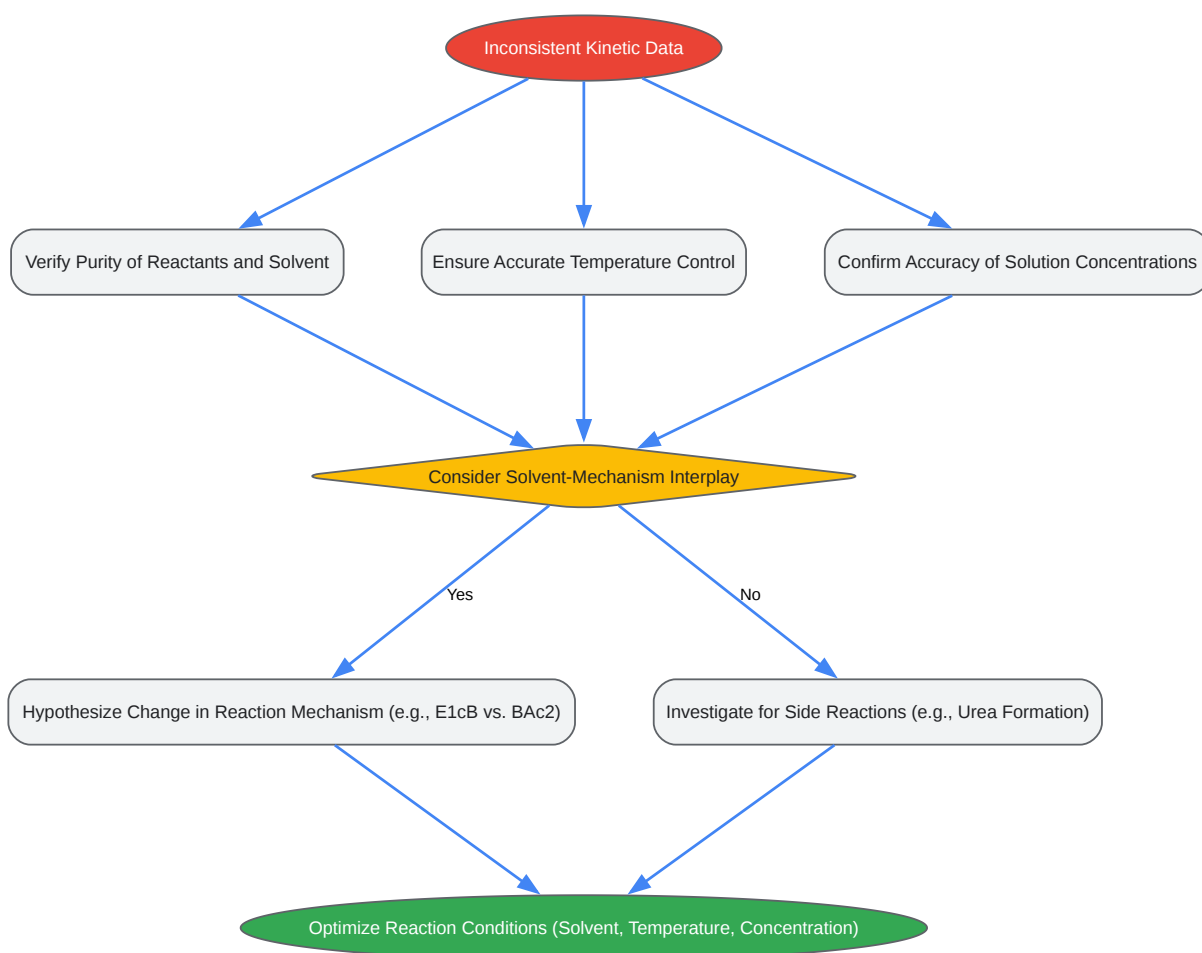 Inconsistent Kinetic Data
Verify Purity of Reactants and Solvent
Ensure Accurate Temperature Control
Confirm Accuracy of Solution Concentrations
Consider Solvent-Mechanism Interplay
Yes
No
Hypothesize Change in Reaction Mechanism (e.g., E1cB vs. BAc2)
Investigate for Side Reactions (e.g., Urea Formation)
Optimize Reaction Conditions (Solvent, Temperature, Concentration)